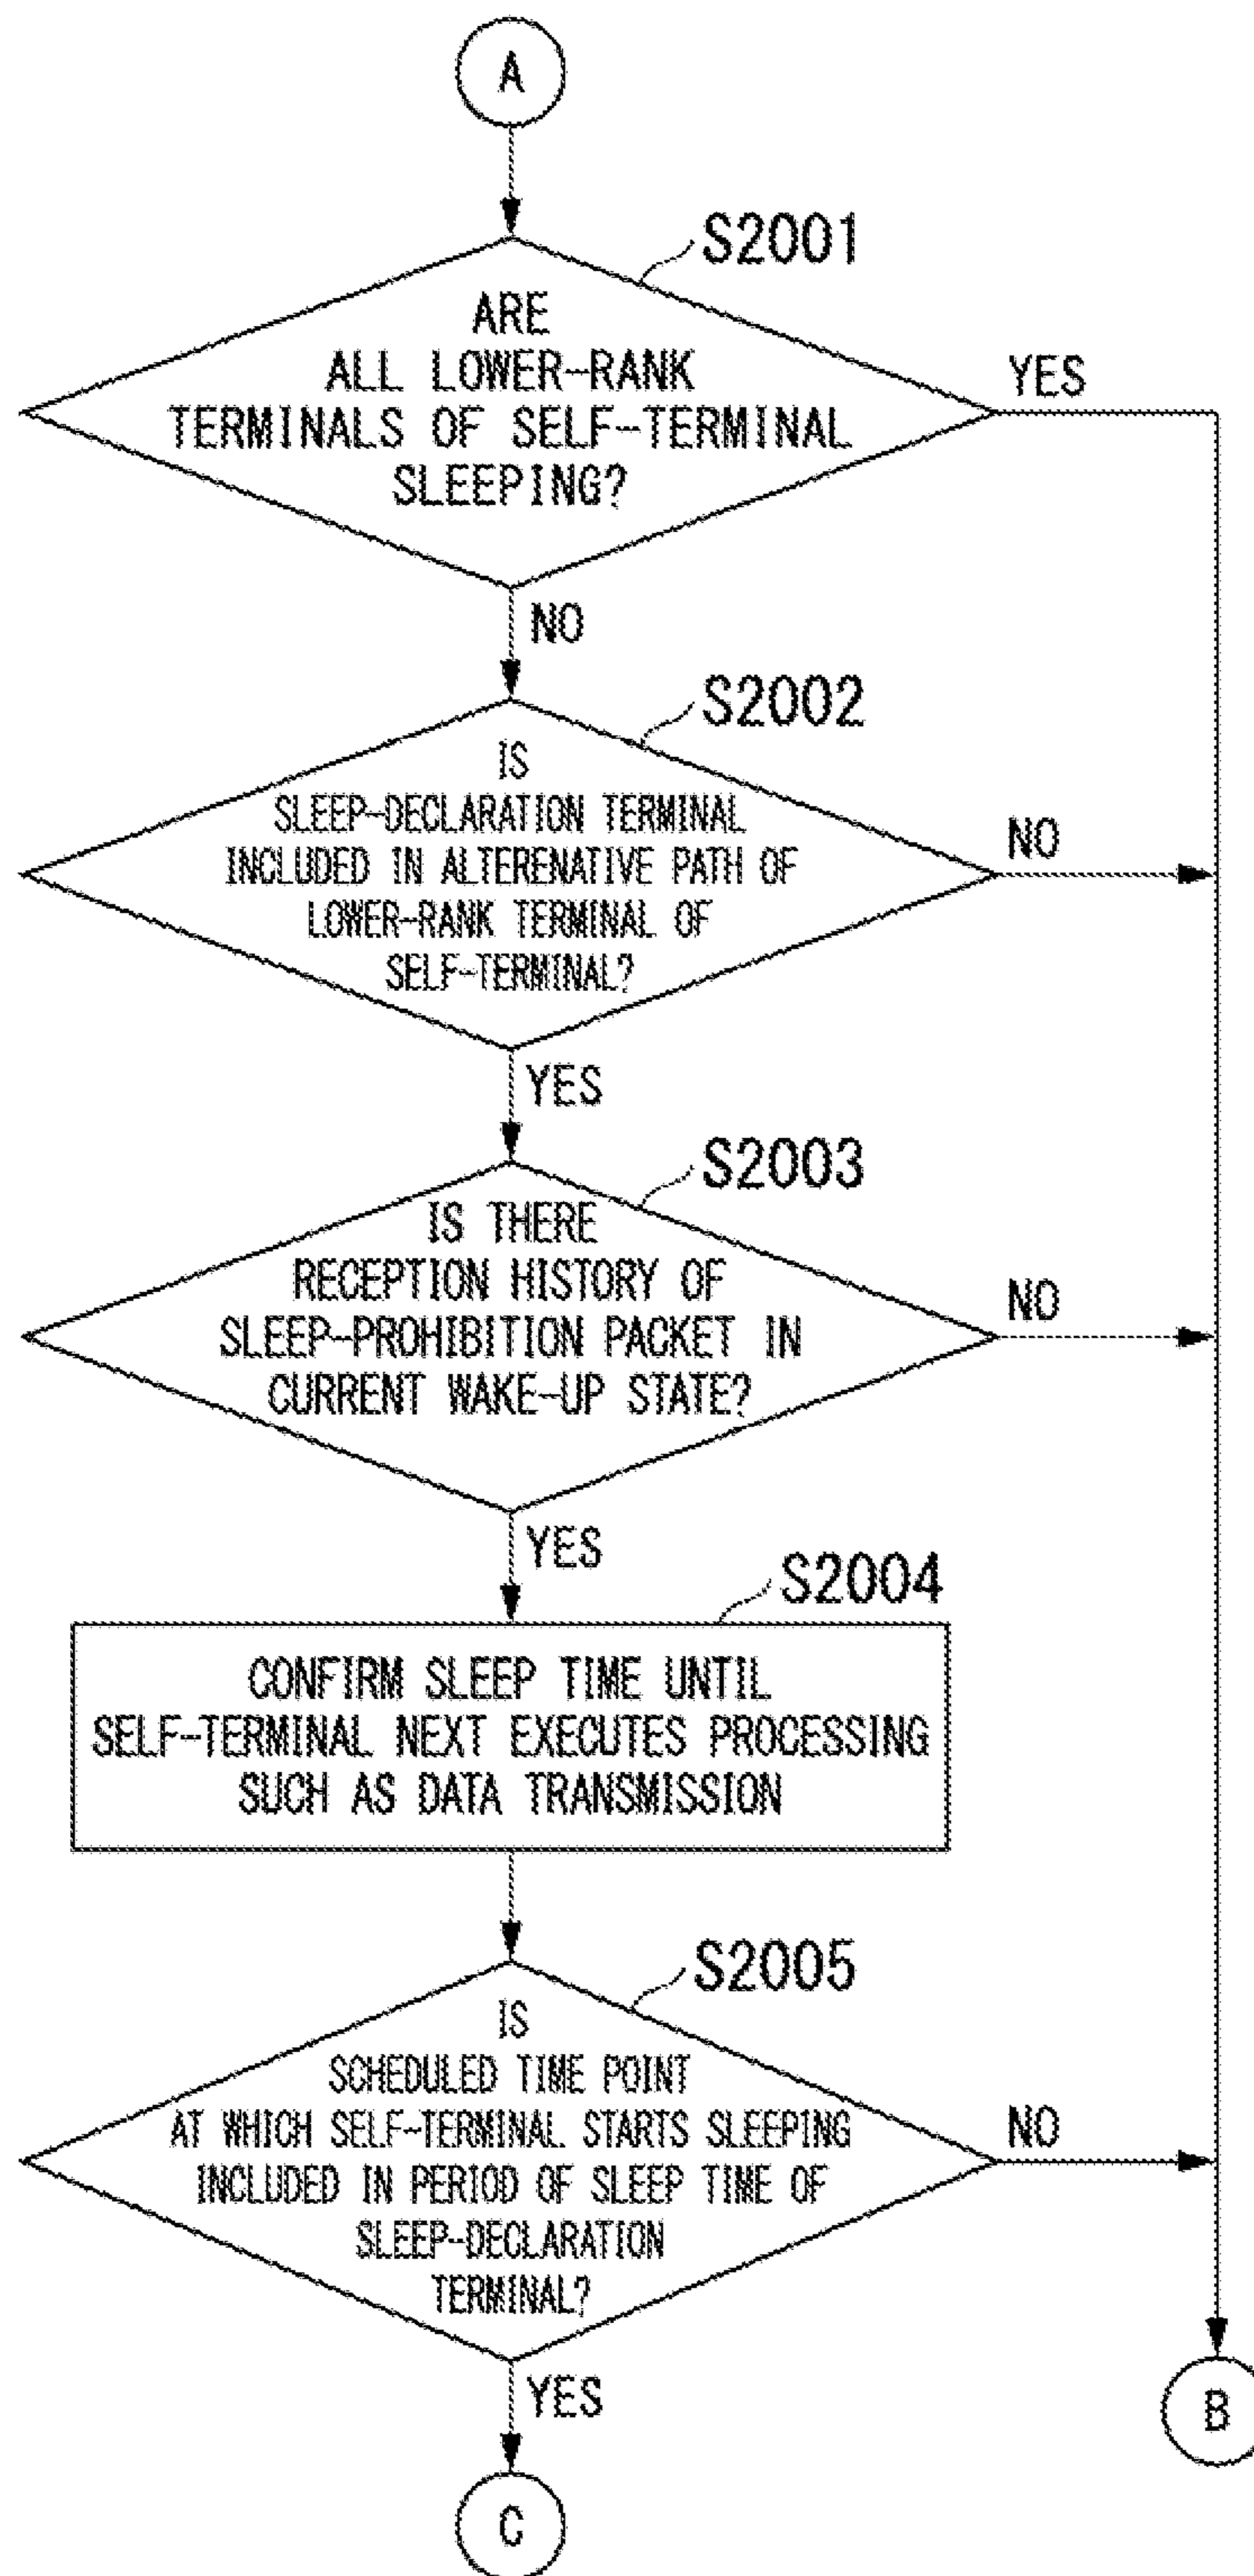 A
S2001
ARE
ALL LOWER-RANK
TERMINALS OF SELF-TERMINAL
SLEEPING?
YES
NO
S2002
IS
SLEEP-DECLARATION TERMINAL
INCLUDED IN ALTERENATIVE PATH OF
LOWER-RANK TERMINAL OF
SELF-TERMINAL?
NO
YES
S2003
IS THERE
RECEPTION HISTORY OF
SLEEP-PROHIBITION PACKET IN
CURRENT WAKE-UP STATE?
NO
YES
S2004
CONFIRM SLEEP TIME UNTIL
SELF-TERMINAL NEXT EXECUTES PROCESSING
SUCH AS DATA TRANSMISSION
S2005
IS
SCHEDULED TIME POINT
AT WHICH SELF-TERMINAL STARTS SLEEPING
INCLUDED IN PERIOD OF SLEEP TIME OF
SLEEP-DECLARATION
TERMINAL?
NO
YES
B
C